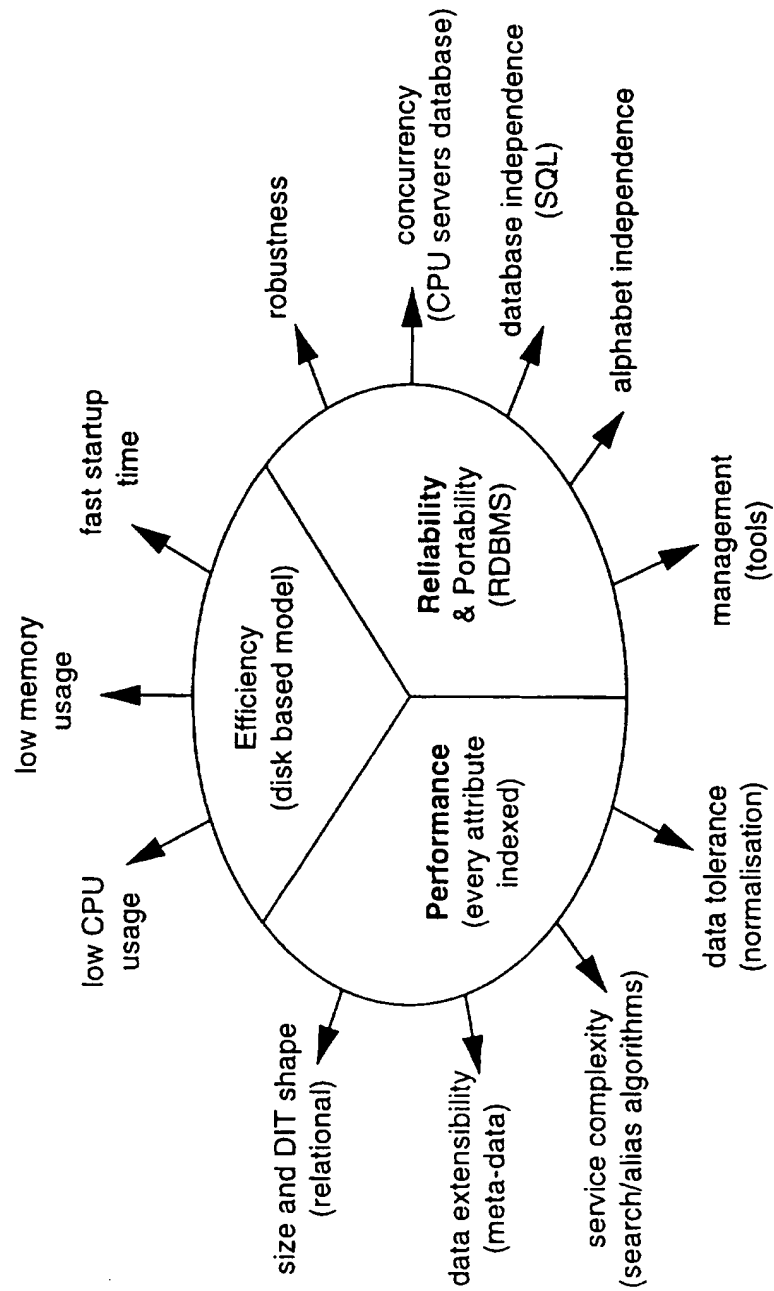 low CPU
usage
low memory
usage
fast startup
time
robustness
concurrency
(CPU servers database)
database independence
(SQL)
alphabet independence
management
(tools)
data tolerance
(normalisation)
service complexity
(search/alias algorithms)
data extensibility
(meta-data)
size and DIT shape
(relational)
Efficiency
(disk based model)
Reliability
& Portability
(RDBMS)
Performance
(every attribute
indexed)